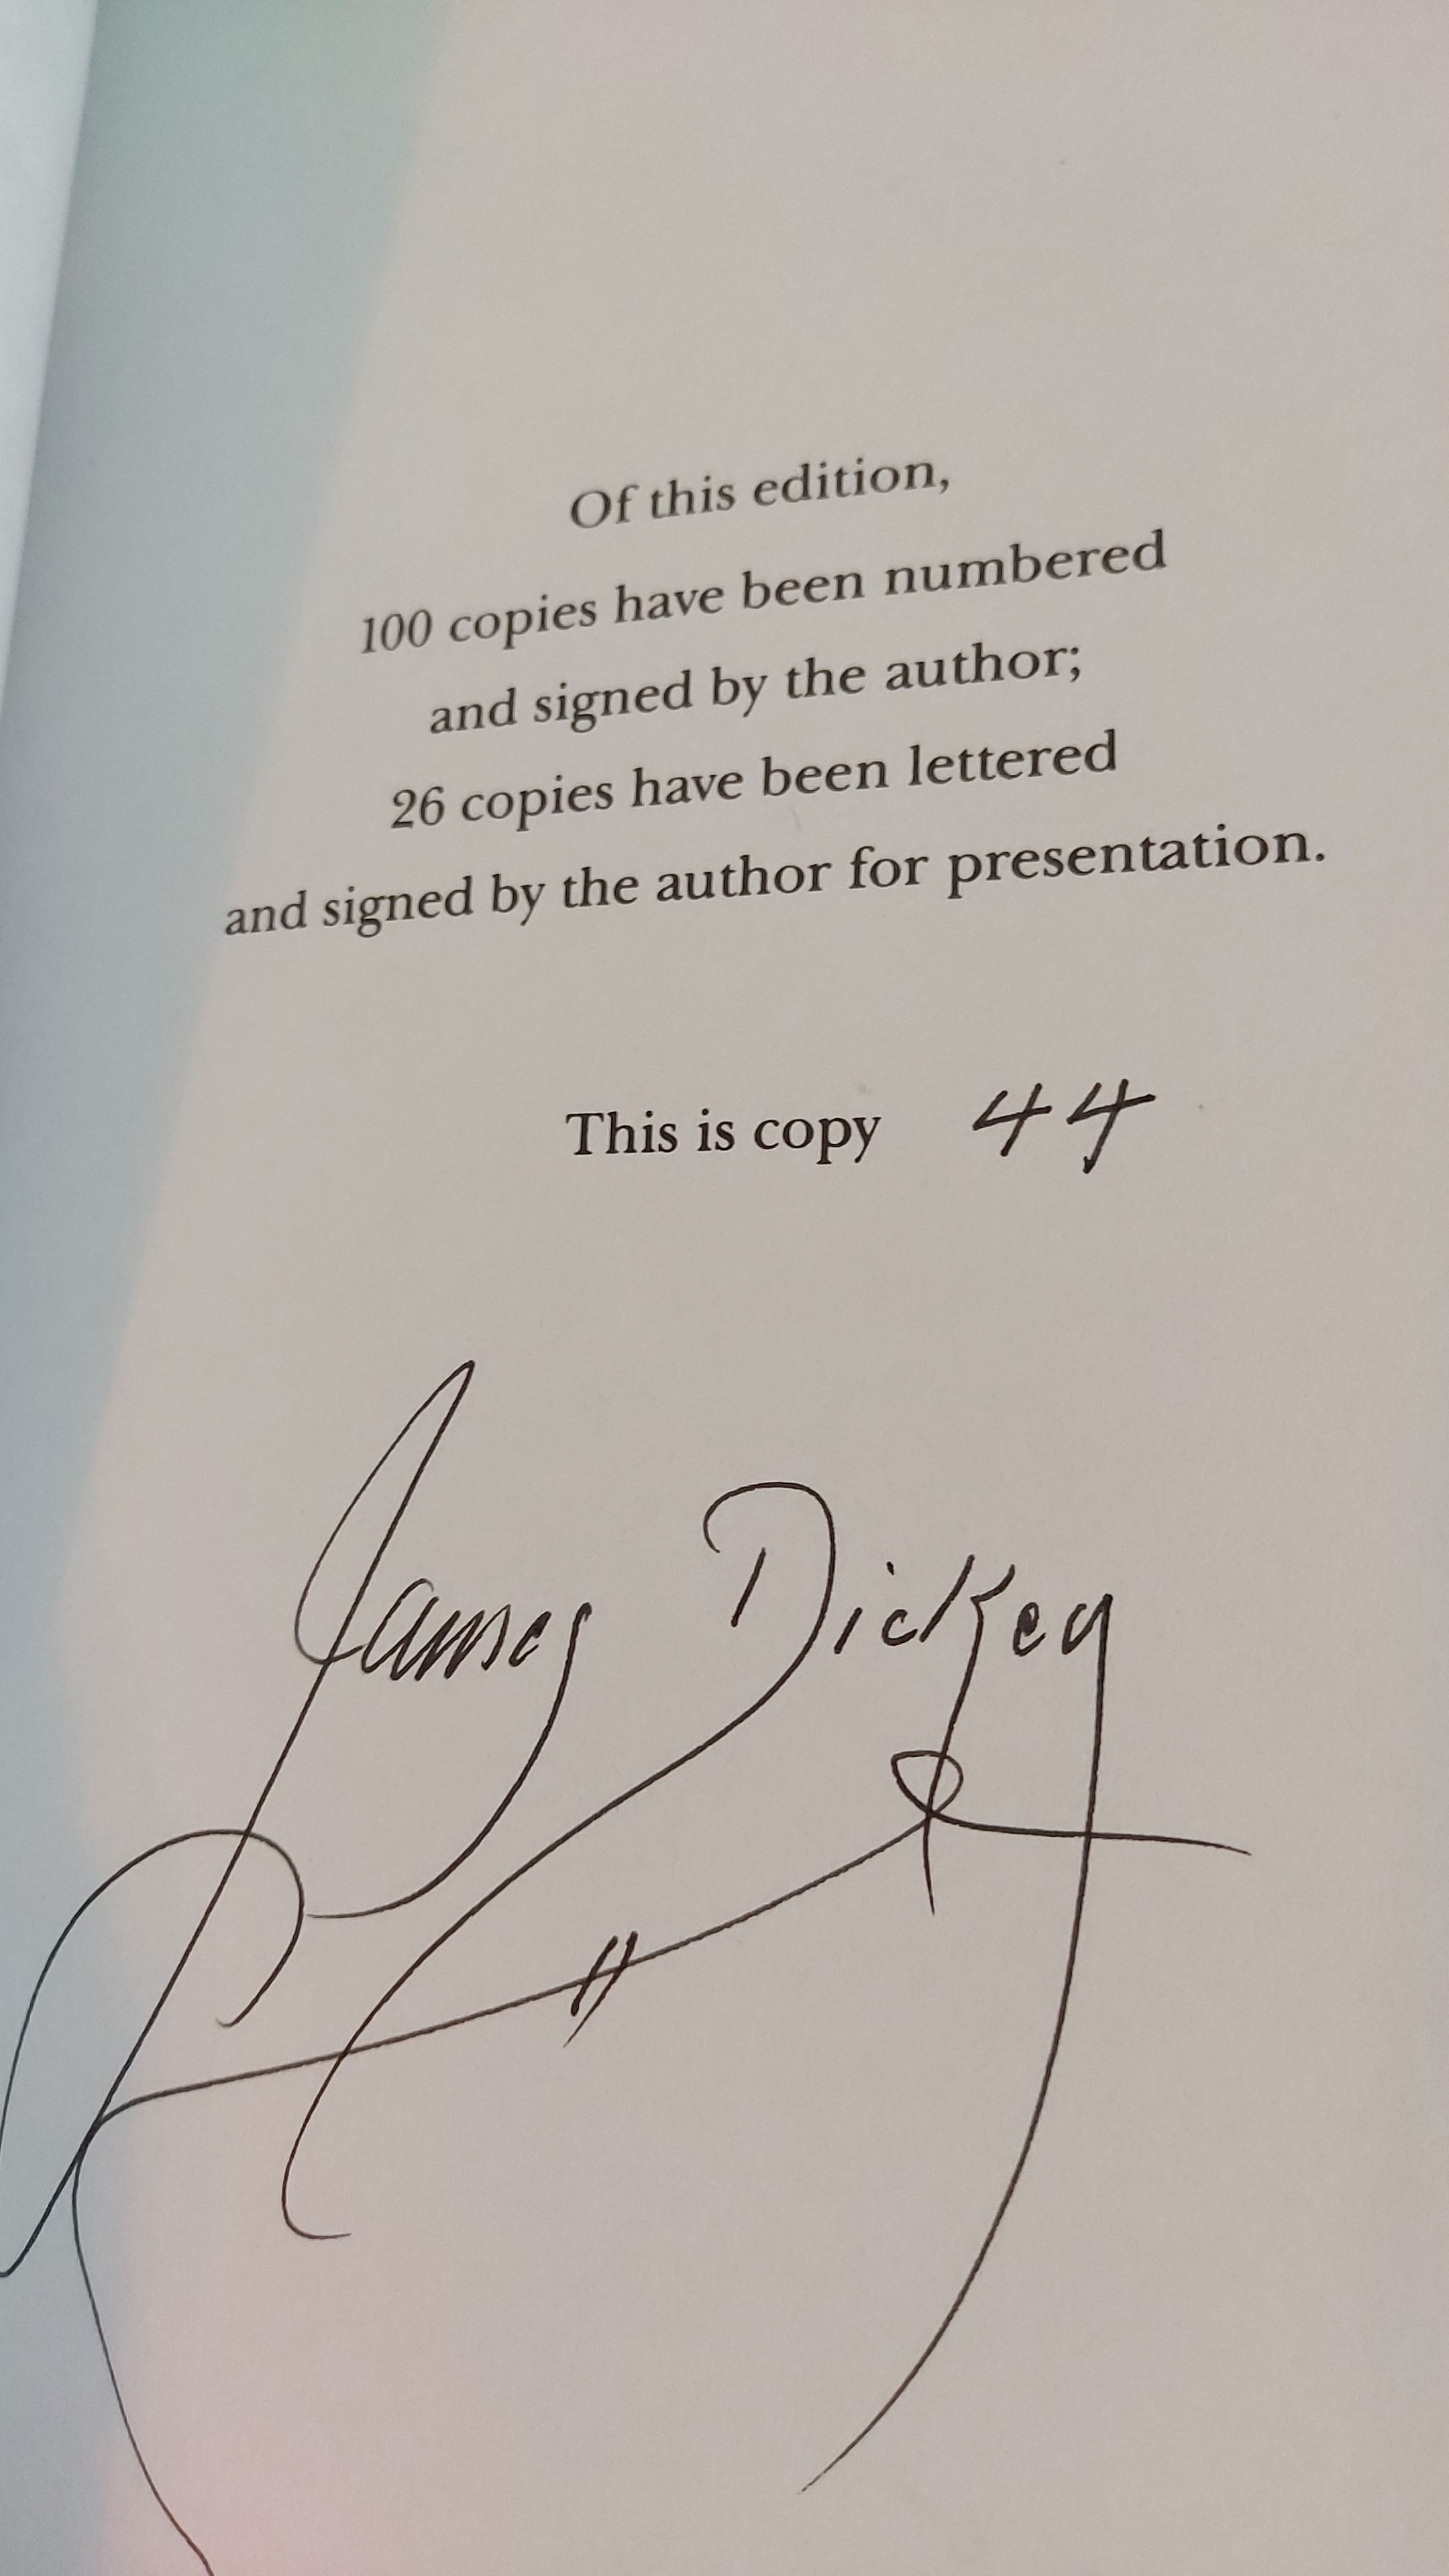 Of this edition,
100 copies have been numbered
and signed by the author;
26 copies have been lettered
and signed by the author for presentation.
This is copy 44
James Dickey